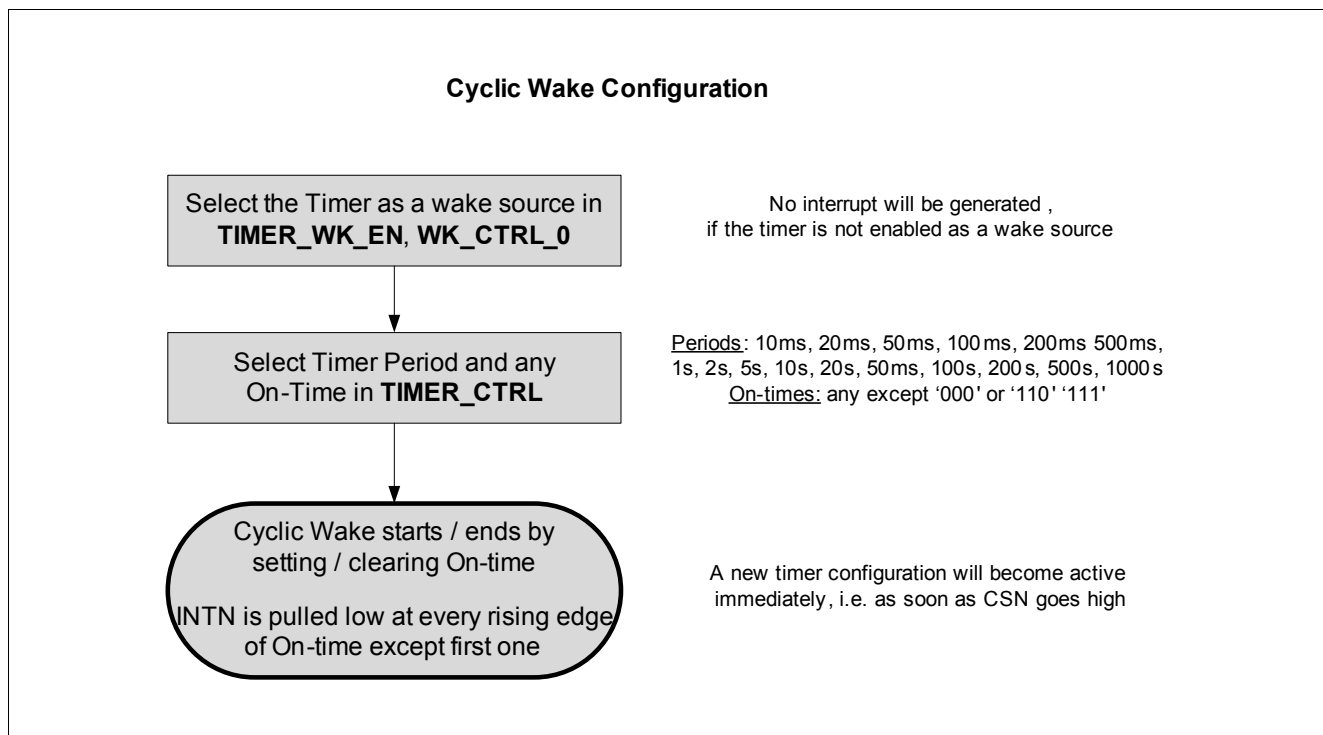 Cyclic Wake Configuration
Select the Timer as a wake source in
TIMER_WK_EN, WK_CTRL_0
No interrupt will be generated ,
if the timer is not enabled as a wake source
Select Timer Period and any
On-Time in TIMER_CTRL
Periods: 10ms, 20ms, 50ms, 100ms, 200ms 500ms,
1s, 2s, 5s, 10s, 20s, 50ms, 100s, 200s, 500s, 1000s
On-times: any except ‘000' or ‘110' ‘111'
Cyclic Wake starts / ends by
setting / clearing On-time
INTN is pulled low at every rising edge
of On-time except first one
A new timer configuration will become active
immediately, i.e. as soon as CSN goes high